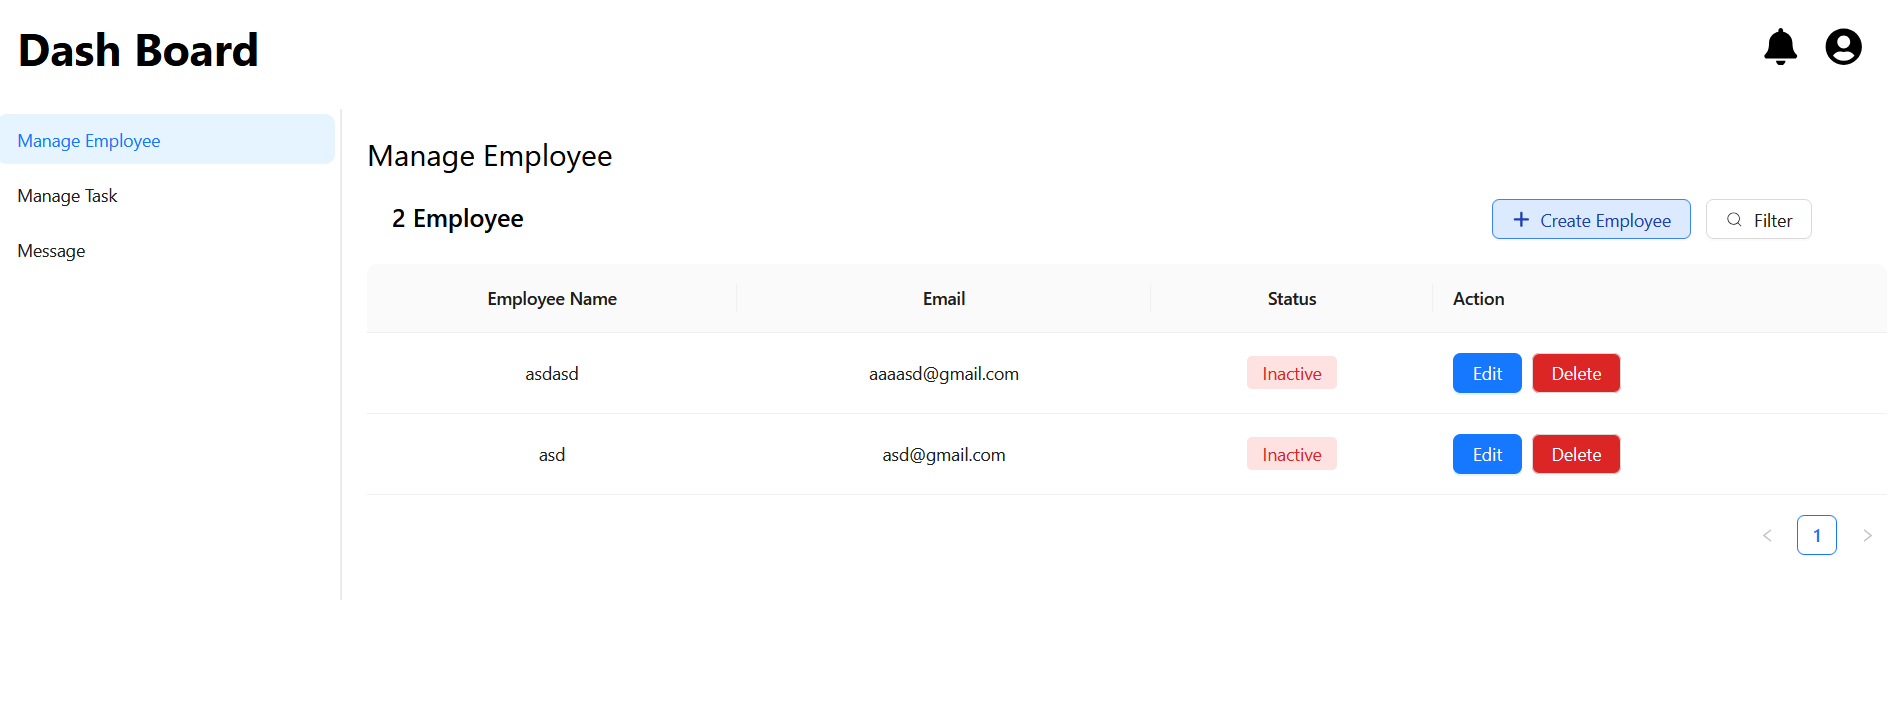 Dash Board
Manage Employee
Manage Task
Message
Manage Employee
2 Employee
Create Employee
Filter
Employee Name Email Status Action
asdasd aaaasd@gmail.com Inactive Edit Delete
asd asd@gmail.com Inactive Edit Delete
1